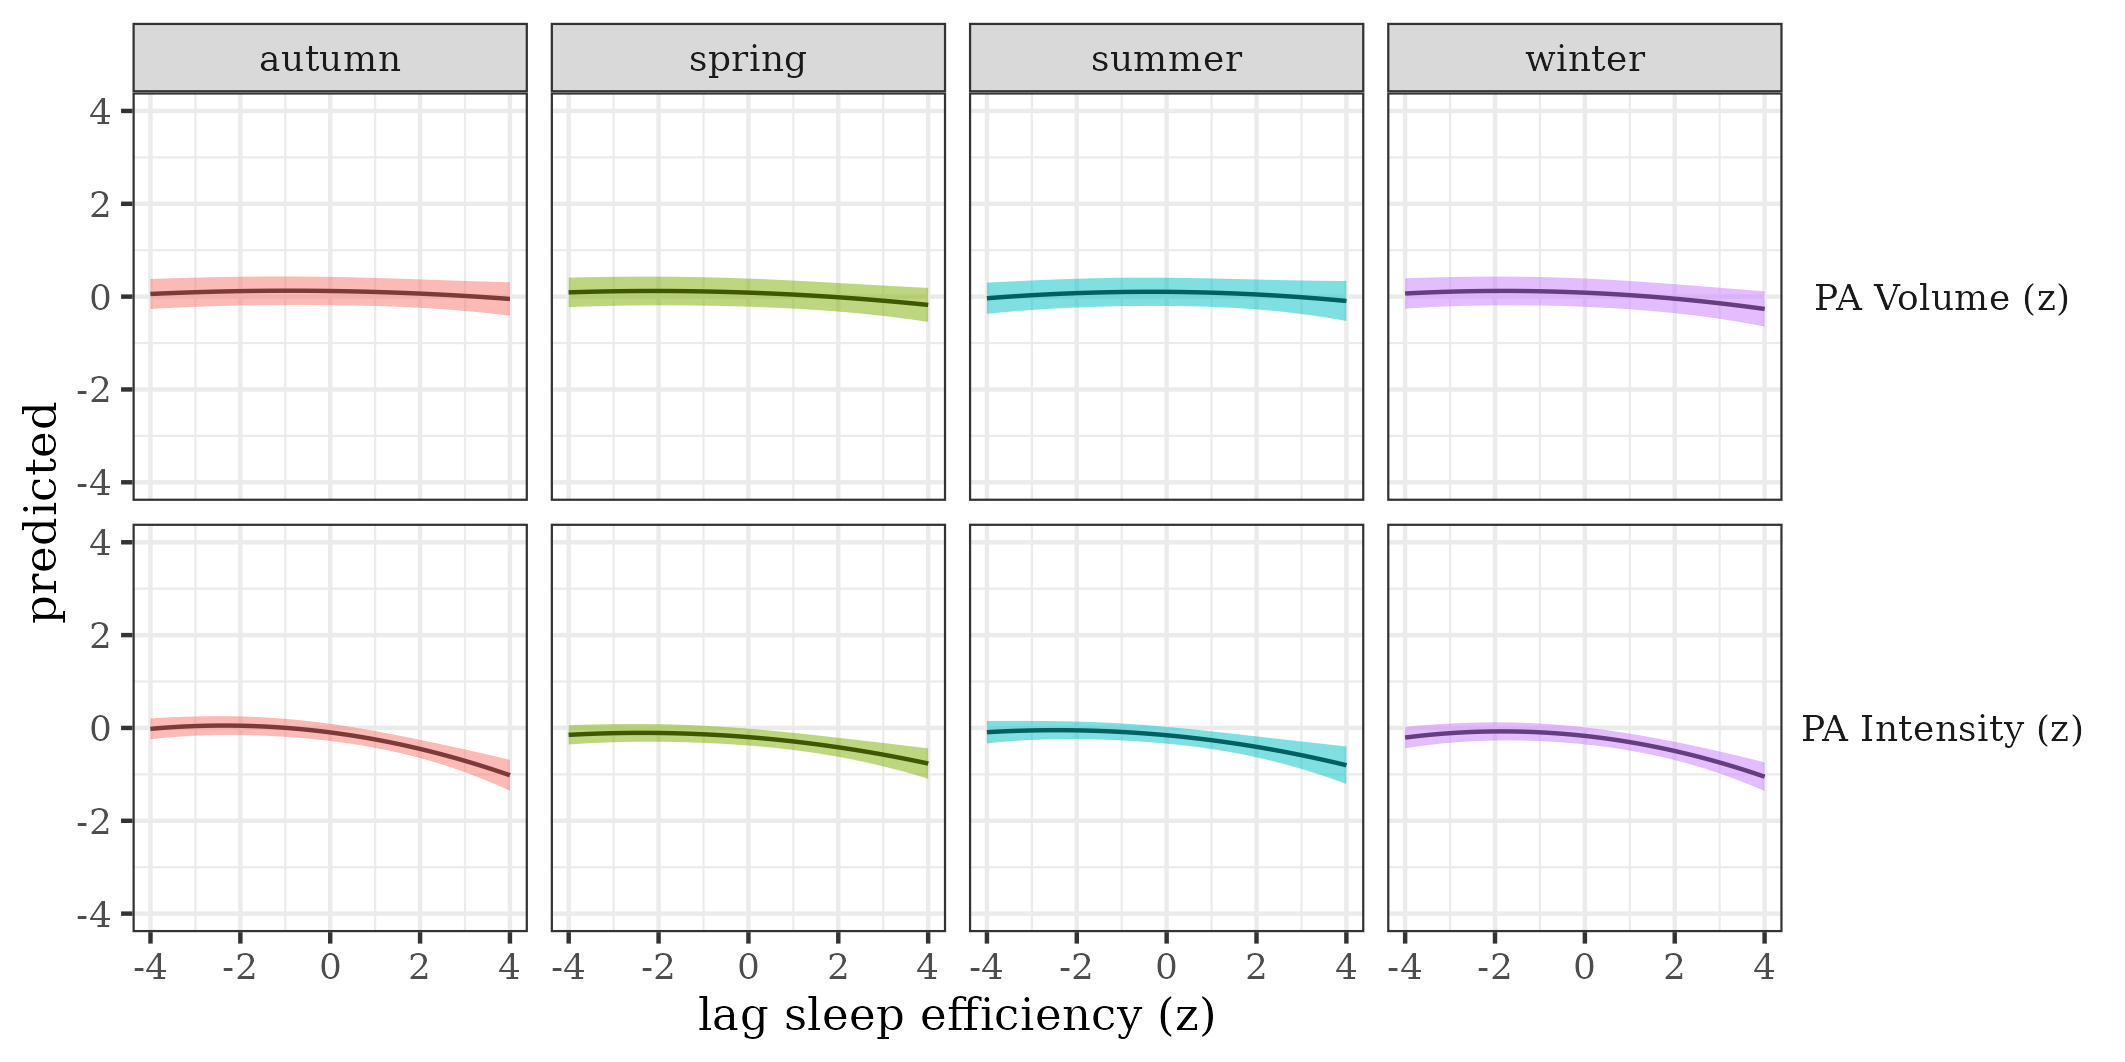 autumn spring summer winter
4
2
0
-2
-4
PA Volume (z)
4
2
0
-2
-4
PA Intensity (z)
predicted
-4 -2 0 2 4 -4 -2 0 2 4 -4 -2 0 2 4 -4 -2 0 2 4
lag sleep efficiency (z)